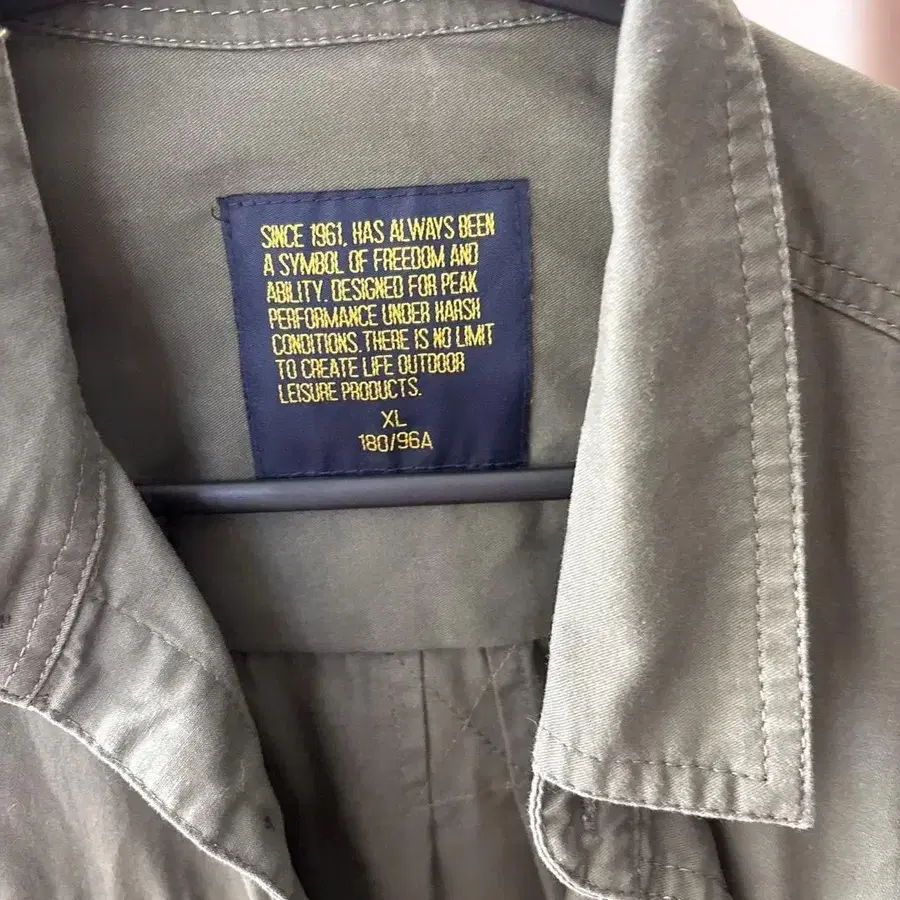 SINCE 1961, HAS ALWAYS BEEN
A SYMBOL OF FREEDOM AND
ABILITY. DESIGNED FOR PEAK
PERFORMANCE UNDER HARSH
CONDITIONS.THERE IS NO LIMIT
TO CREATE LIFE OUTDOOR
LEISURE PRODUCTS.
XL
180/96A